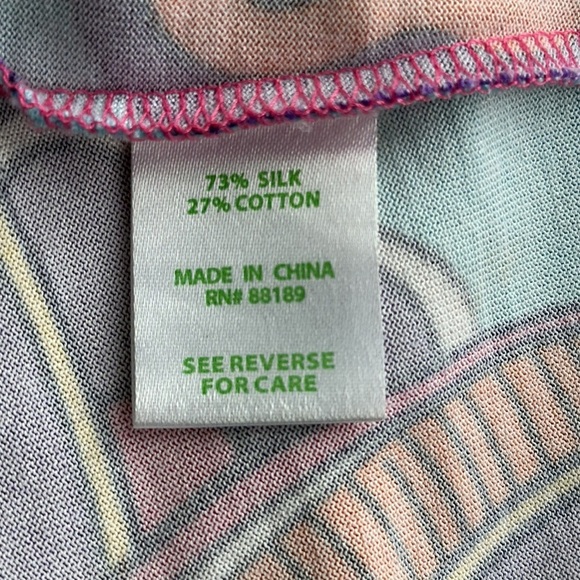 73% SILK
27% COTTON
MADE IN CHINA
RN# 88189
SEE REVERSE
FOR CARE